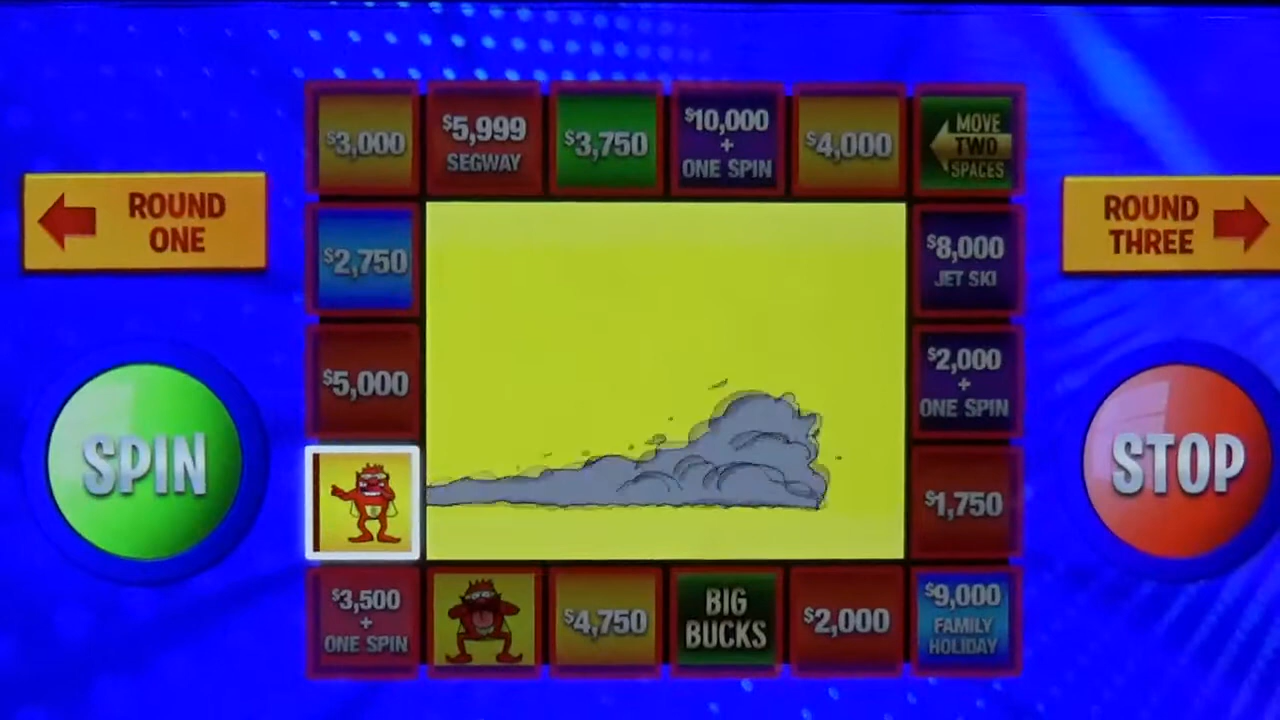 $3,000
$5,999
SEGWAY
$3,750
$10,000
+
ONE SPIN
$4,000
MOVE
TWO
SPACES
ROUND
ONE
$2,750
$8,000
JET SKI
ROUND
THREE
$5,000
$2,000
+
ONE SPIN
SPIN
$1,750
STOP
$3,500
+
ONE SPIN
$4,750
BIG
BUCKS
$2,000
$9,000
FAMILY
HOLIDAY